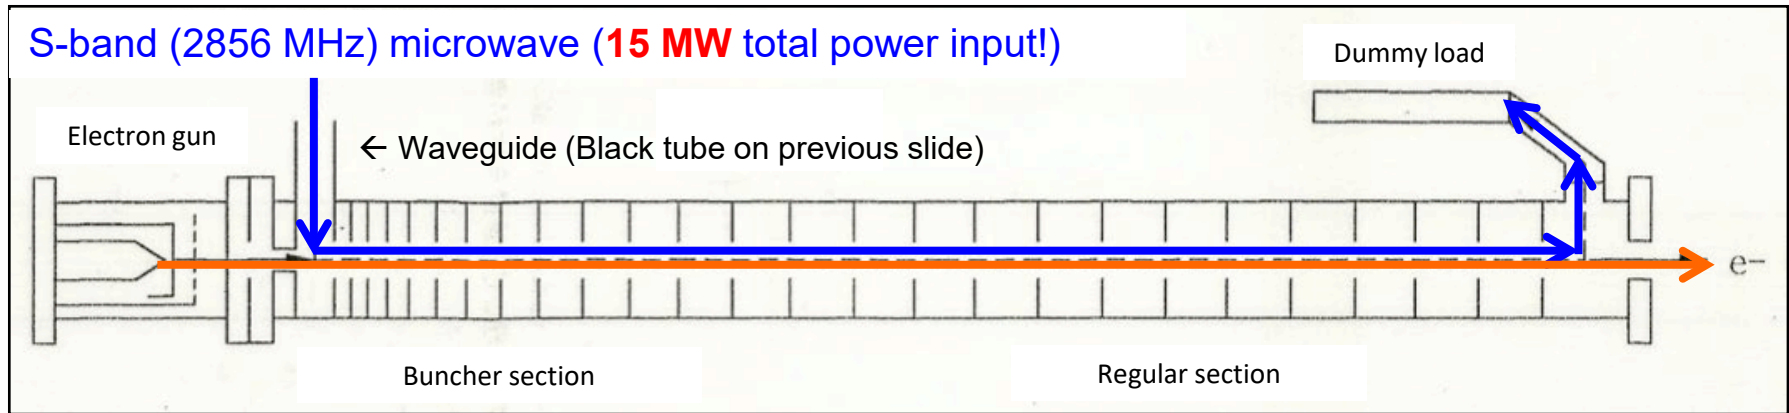 S-band (2856 MHz) microwave (15 MW total power input!)
Dummy load
Electron gun
← Waveguide (Black tube on previous slide)
e−
Buncher section
Regular section